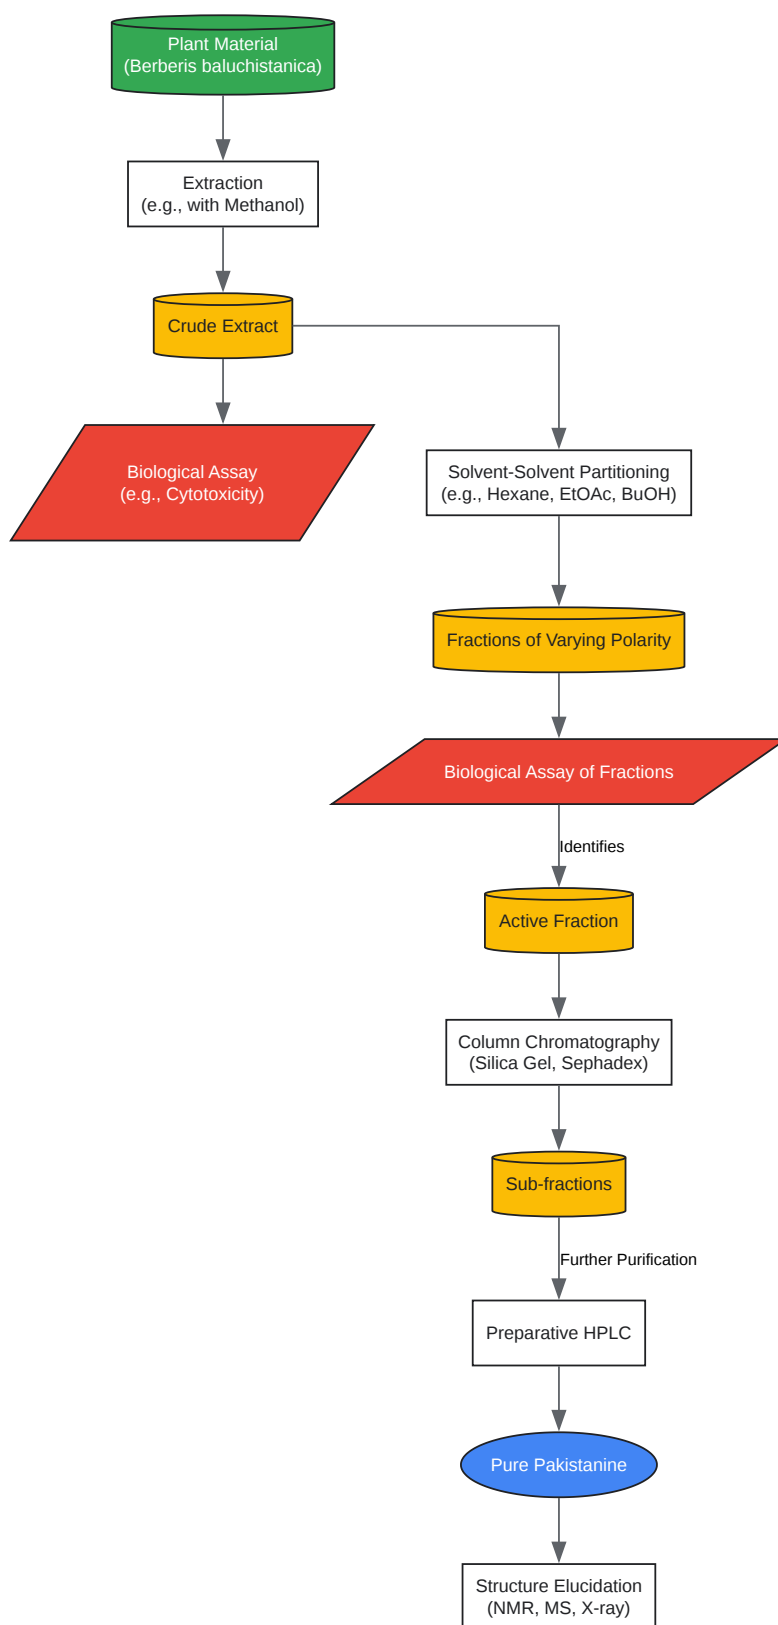 Plant Material
(Berberis baluchistanica)
Extraction
(e.g., with Methanol)
Crude Extract
Biological Assay
(e.g., Cytotoxicity)
Solvent-Solvent Partitioning
(e.g., Hexane, EtOAc, BuOH)
Fractions of Varying Polarity
Biological Assay of Fractions
Identifies
Active Fraction
Column Chromatography
(Silica Gel, Sephadex)
Sub-fractions
Further Purification
Preparative HPLC
Pure Pakistanine
Structure Elucidation
(NMR, MS, X-ray)